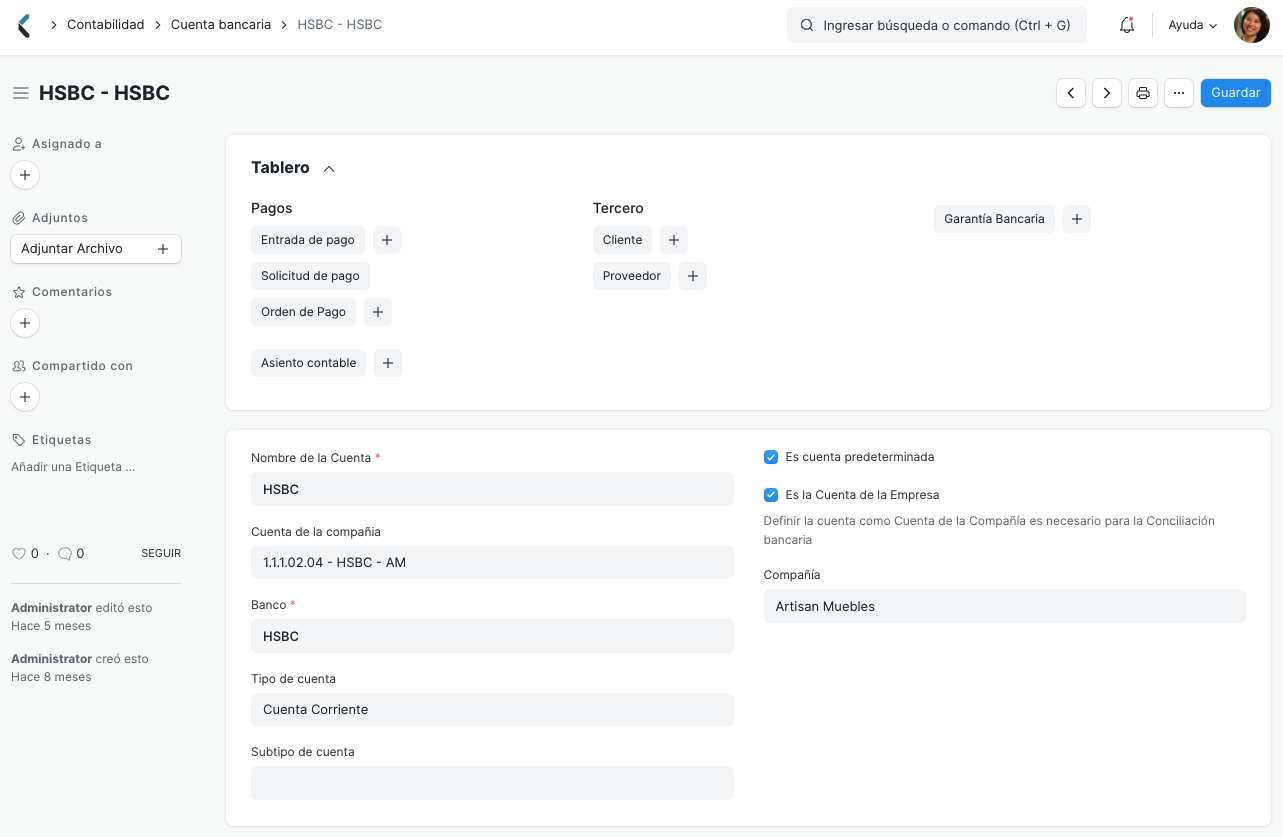 Contabilidad
Cuenta bancaria
HSBC - HSBC
Ingresar búsqueda o comando (Ctrl + G)
Ayuda
HSBC - HSBC
Guardar
Asignado a
Adjuntos
Adjuntar Archivo
Comentarios
Compartido con
Etiquetas
Añadir una Etiqueta ...
0 · 0 SEGUIR
Administrator editó esto
Hace 5 meses
Administrator creó esto
Hace 8 meses
Tablero
Pagos
Entrada de pago
Solicitud de pago
Orden de Pago
Asiento contable
Tercero
Cliente
Proveedor
Garantía Bancaria
Nombre de la Cuenta *
HSBC
Cuenta de la compañia
1.1.1.02.04 - HSBC - AM
Banco *
HSBC
Tipo de cuenta
Cuenta Corriente
Subtipo de cuenta
Es cuenta predeterminada
Es la Cuenta de la Empresa
Definir la cuenta como Cuenta de la Compañía es necesario para la Conciliación
bancaria
Compañía
Artisan Muebles